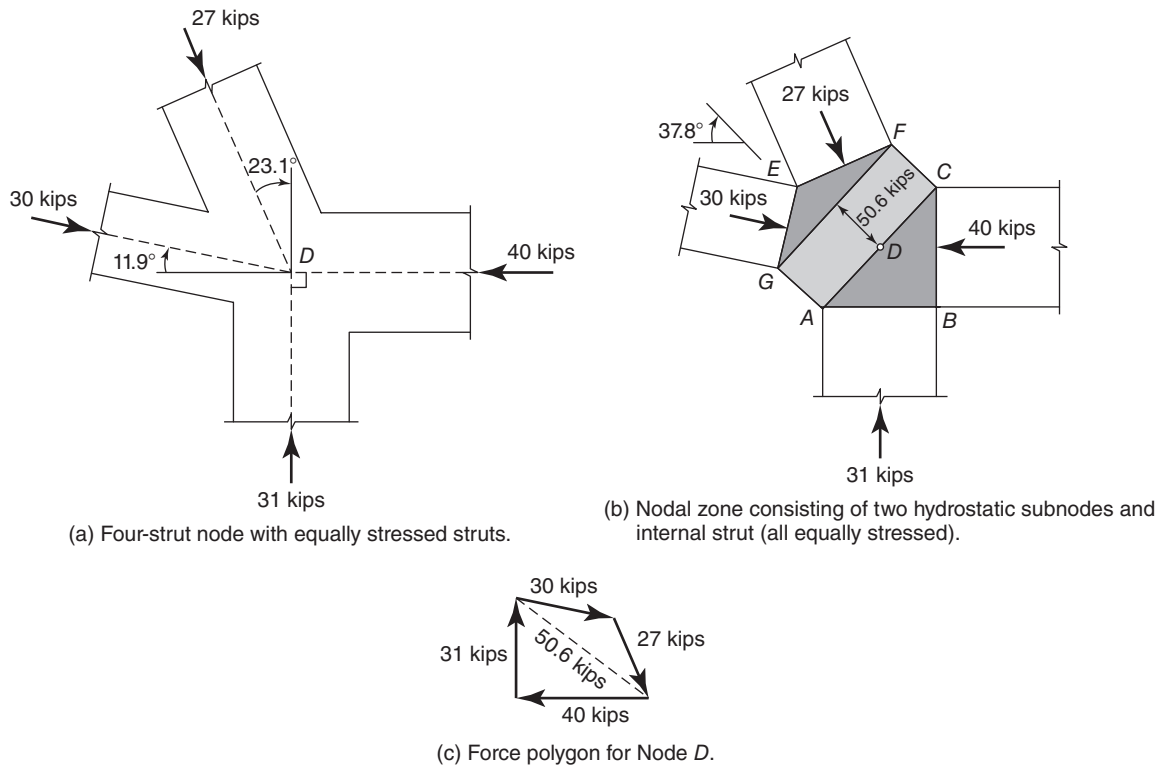 27 kips
23.1°
30 kips
D
40 kips
11.9°
31 kips
(a) Four-strut node with equally stressed struts.
27 kips
37.8°
F
E
C
30 kips
50.6 kips
40 kips
D
G
A
B
31 kips
(b) Nodal zone consisting of two hydrostatic subnodes and
internal strut (all equally stressed).
30 kips
31 kips
50.6 kips
27 kips
40 kips
(c) Force polygon for Node D.